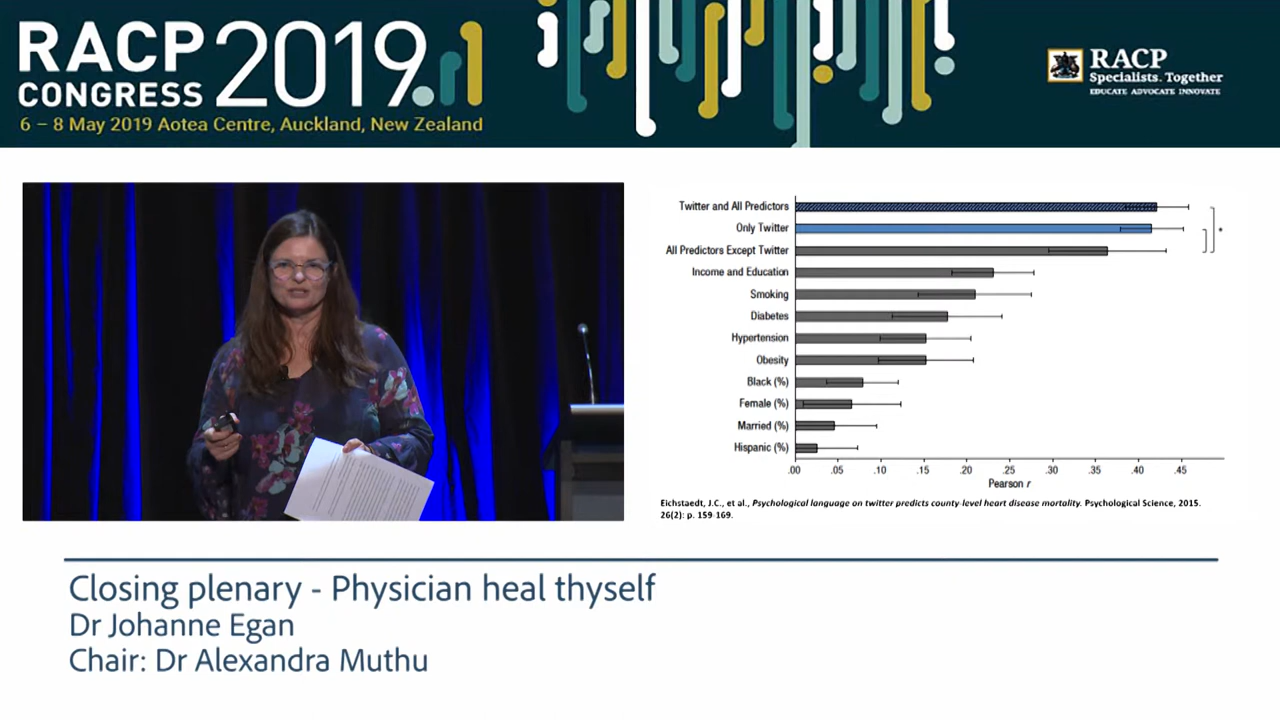 RACP
CONGRESS 2019
6 – 8 May 2019 Aotea Centre, Auckland, New Zealand
RACP
Specialists. Together
EDUCATE ADVOCATE INNOVATE
Twitter and All Predictors
Only Twitter
All Predictors Except Twitter
Income and Education
Smoking
Diabetes
Hypertension
Obesity
Black (%)
Female (%)
Married (%)
Hispanic (%)
*
.00 .05 .10 .15 .20 .25 .30 .35 .40 .45
Pearson r
Eichstaedt, J.C., et al., Psychological language on twitter predicts county-level heart disease mortality. Psychological Science, 2015.
26(2): p. 159-169.
Closing plenary - Physician heal thyself
Dr Johanne Egan
Chair: Dr Alexandra Muthu